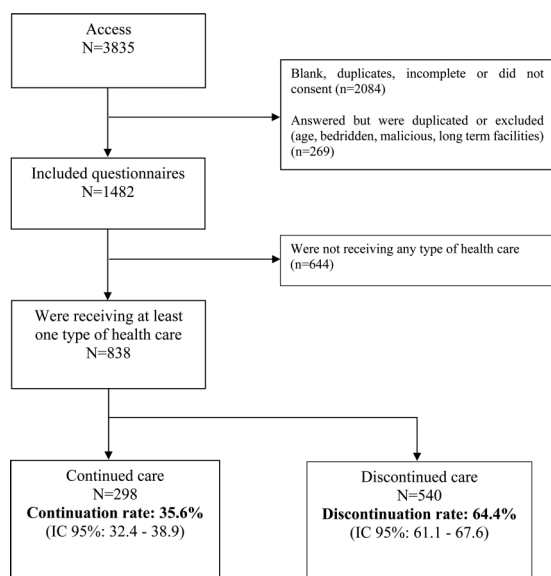 Access
N=3835
Blank, duplicates, incomplete or did not
consent (n=2084)
Answered but were duplicated or excluded
(age, bedridden, malicious, long term facilities)
(n=269)
Included questionnaires
N=1482
Were not receiving any type of health care
(n=644)
Were receiving at least
one type of health care
N=838
Continued care
N=298
Continuation rate: 35.6%
(IC 95%: 32.4 - 38.9)
Discontinued care
N=540
Discontinuation rate: 64.4%
(IC 95%: 61.1 - 67.6)